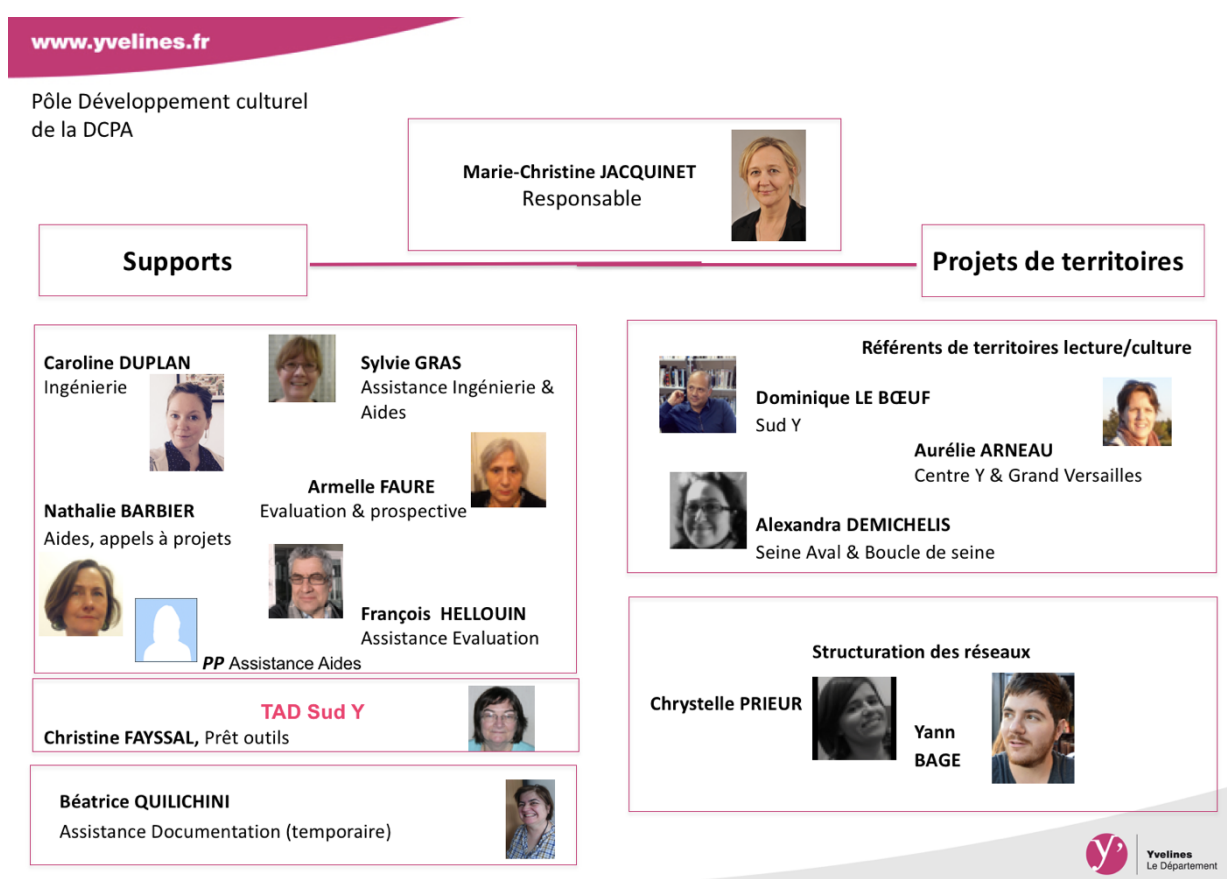 www.yvelines.fr
Pôle Développement culturel
de la DCPA
Marie-Christine JACQUINET
Responsable
Supports
Projets de territoires
Caroline DUPLAN
Ingénierie
Sylvie GRAS
Assistance Ingénierie &
Aides
Armelle FAURE
Evaluation & prospective
Nathalie BARBIER
Aides, appels à projets
François HELLOUIN
Assistance Evaluation
PP Assistance Aides
TAD Sud Y
Christine FAYSSAL, Prêt outils
Béatrice QUILICHINI
Assistance Documentation (temporaire)
Référents de territoires lecture/culture
Dominique LE BŒUF
Sud Y
Aurélie ARNEAU
Centre Y & Grand Versailles
Alexandra DEMICHELIS
Seine Aval & Boucle de seine
Structuration des réseaux
Chrystelle PRIEUR
Yann
BAGE
y'
Yvelines
Le Département